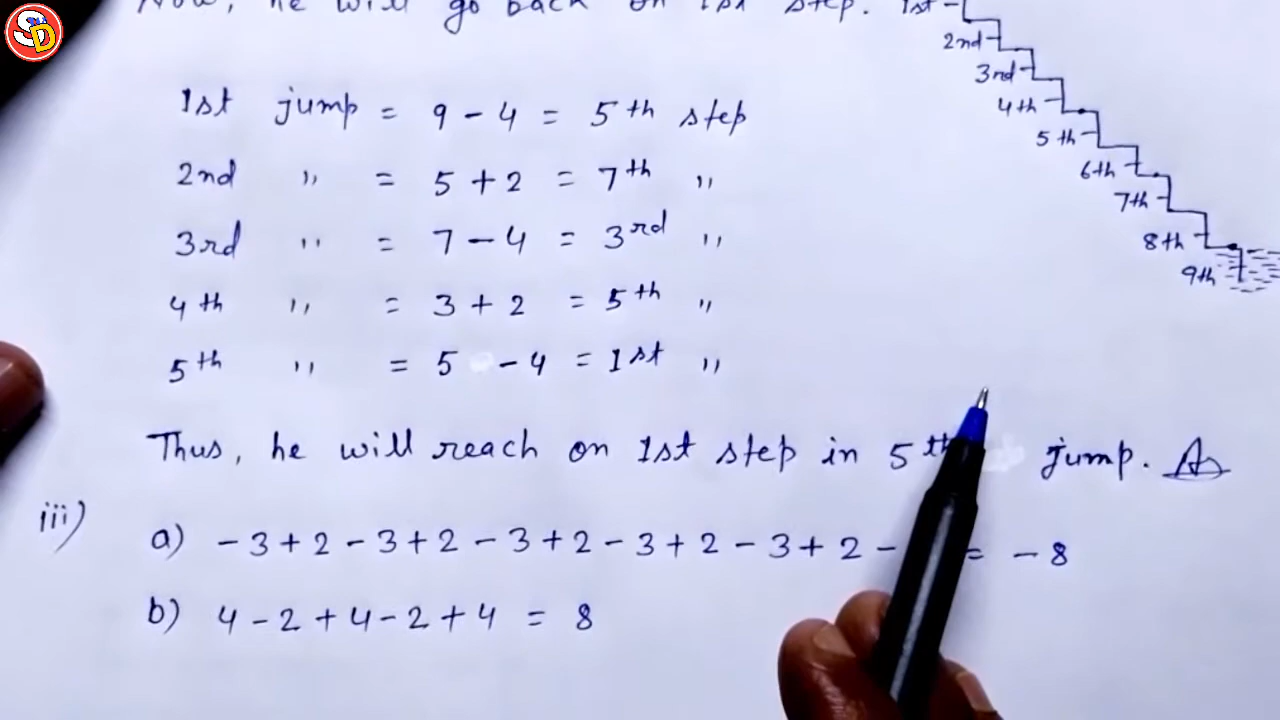 SD
Now, he will go back on 1st step.
1st
2nd
3rd
4th
5th
6th
7th
8th
9th
1st jump = 9 - 4 = 5th step
2nd " = 5 + 2 = 7th "
3rd " = 7 - 4 = 3rd "
4th " = 3 + 2 = 5th "
5th " = 5 - 4 = 1st "
Thus, he will reach on 1st step in 5th jump.
iii)
a) - 3 + 2 - 3 + 2 - 3 + 2 - 3 + 2 - 3 + 2 - = - 8
b) 4 - 2 + 4 - 2 + 4 = 8